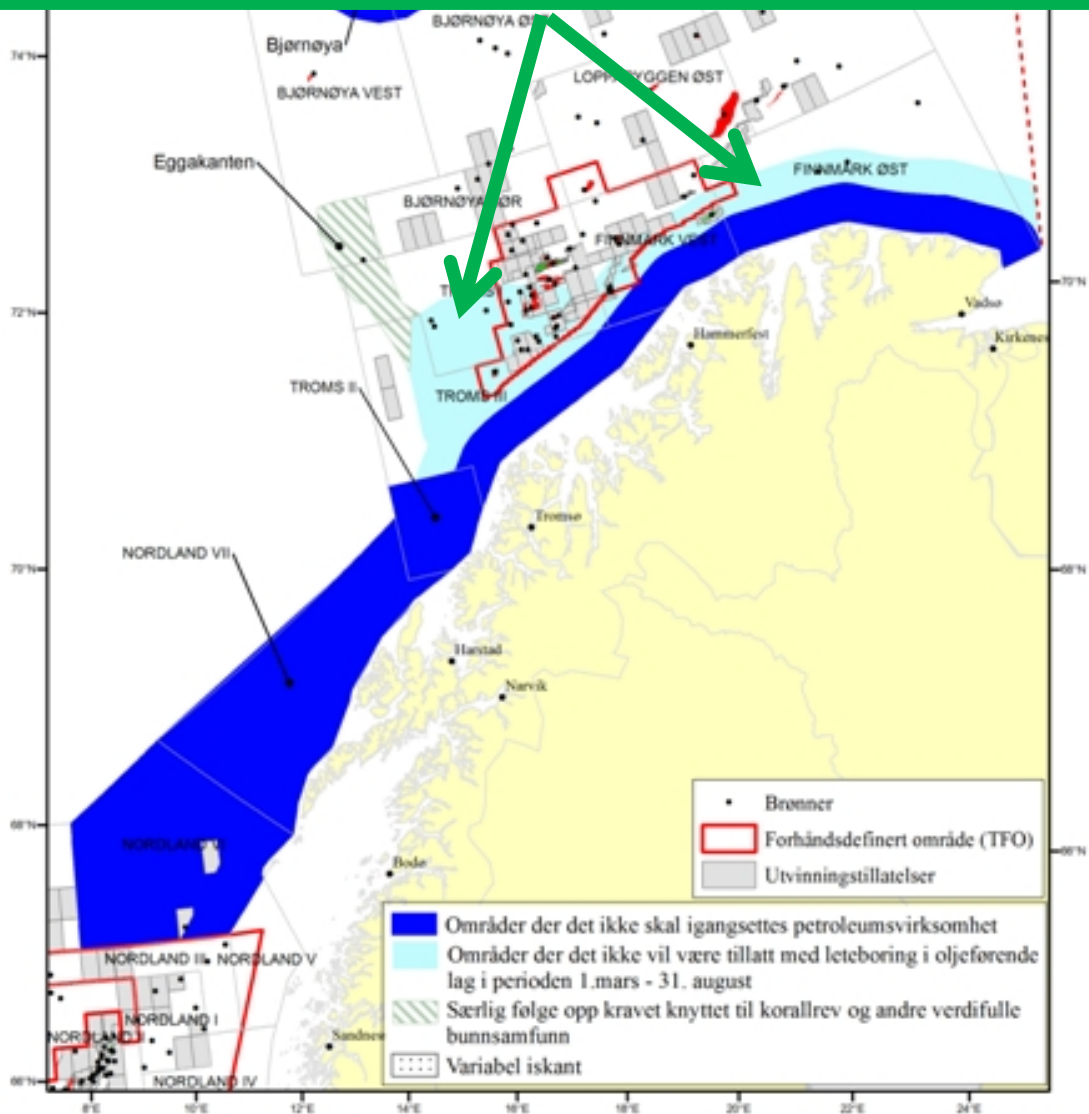 BJØRNØYA ØST
74°N
Bjørnøya
BJØRNØYA VEST
LOPPARYGGEN ØST
Eggakanten
FINNMARK ØST
BJØRNØYA SØR
FINNMARK VEST
70°N
TROMS I
72°N
Vadsø
Hammerfest
Kirkenes
TROMS II
TROMS III
Tromsø
NORDLAND VII
70°N
68°N
Harstad
Narvik
68°N
NORDLAND VI
Bodø
66°N
Brønner
Forhåndsdefinert område (TFO)
Utvinningstillatelser
Områder der det ikke skal igangsettes petroleumsvirksomhet
Områder der det ikke vil være tillatt med leteboring i oljeførende
lag i perioden 1.mars - 31. august
Særlig følge opp kravet knyttet til korallrev og andre verdifulle
bunnsamfunn
Variabel iskant
NORDLAND III
NORDLAND V
NORDLAND I
NORDLAND II
Sandnes
NORDLAND IV
66°N
8°E 10°E 12°E 14°E 16°E 18°E 20°E 22°E 24°E